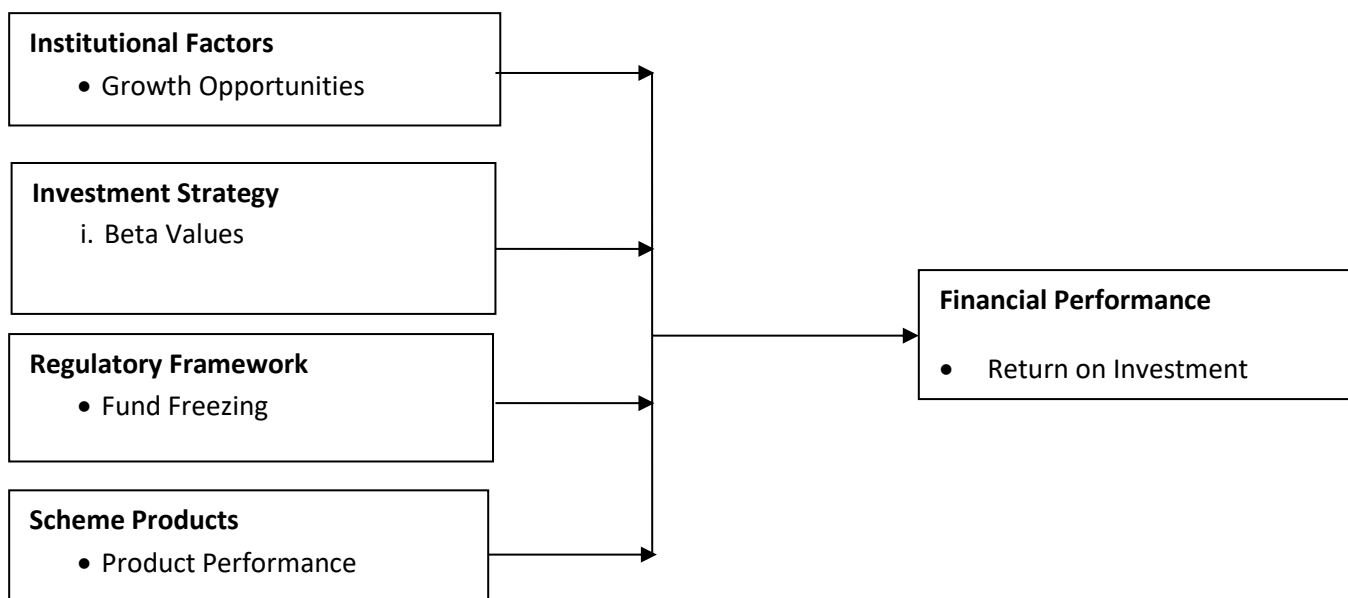 Institutional Factors
• Growth Opportunities
Investment Strategy
i. Beta Values
Regulatory Framework
• Fund Freezing
Scheme Products
• Product Performance
Financial Performance
• Return on Investment